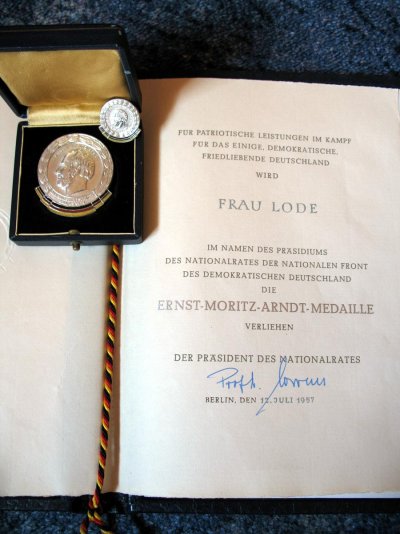 FÜR PATRIOTISCHE LEISTUNGEN IM KAMPF
FÜR DAS EINIGE, DEMOKRATISCHE,
FRIEDLIEBENDE DEUTSCHLAND
WIRD
FRAU LODE
IM NAMEN DES PRÄSIDIUMS
DES NATIONALRATES DER NATIONALEN FRONT
DES DEMOKRATISCHEN DEUTSCHLAND
DIE
ERNST-MORITZ-ARNDT-MEDAILLE
VERLIEHEN
DER PRÄSIDENT DES NATIONALRATES
BERLIN, DEN 12. JULI 1957